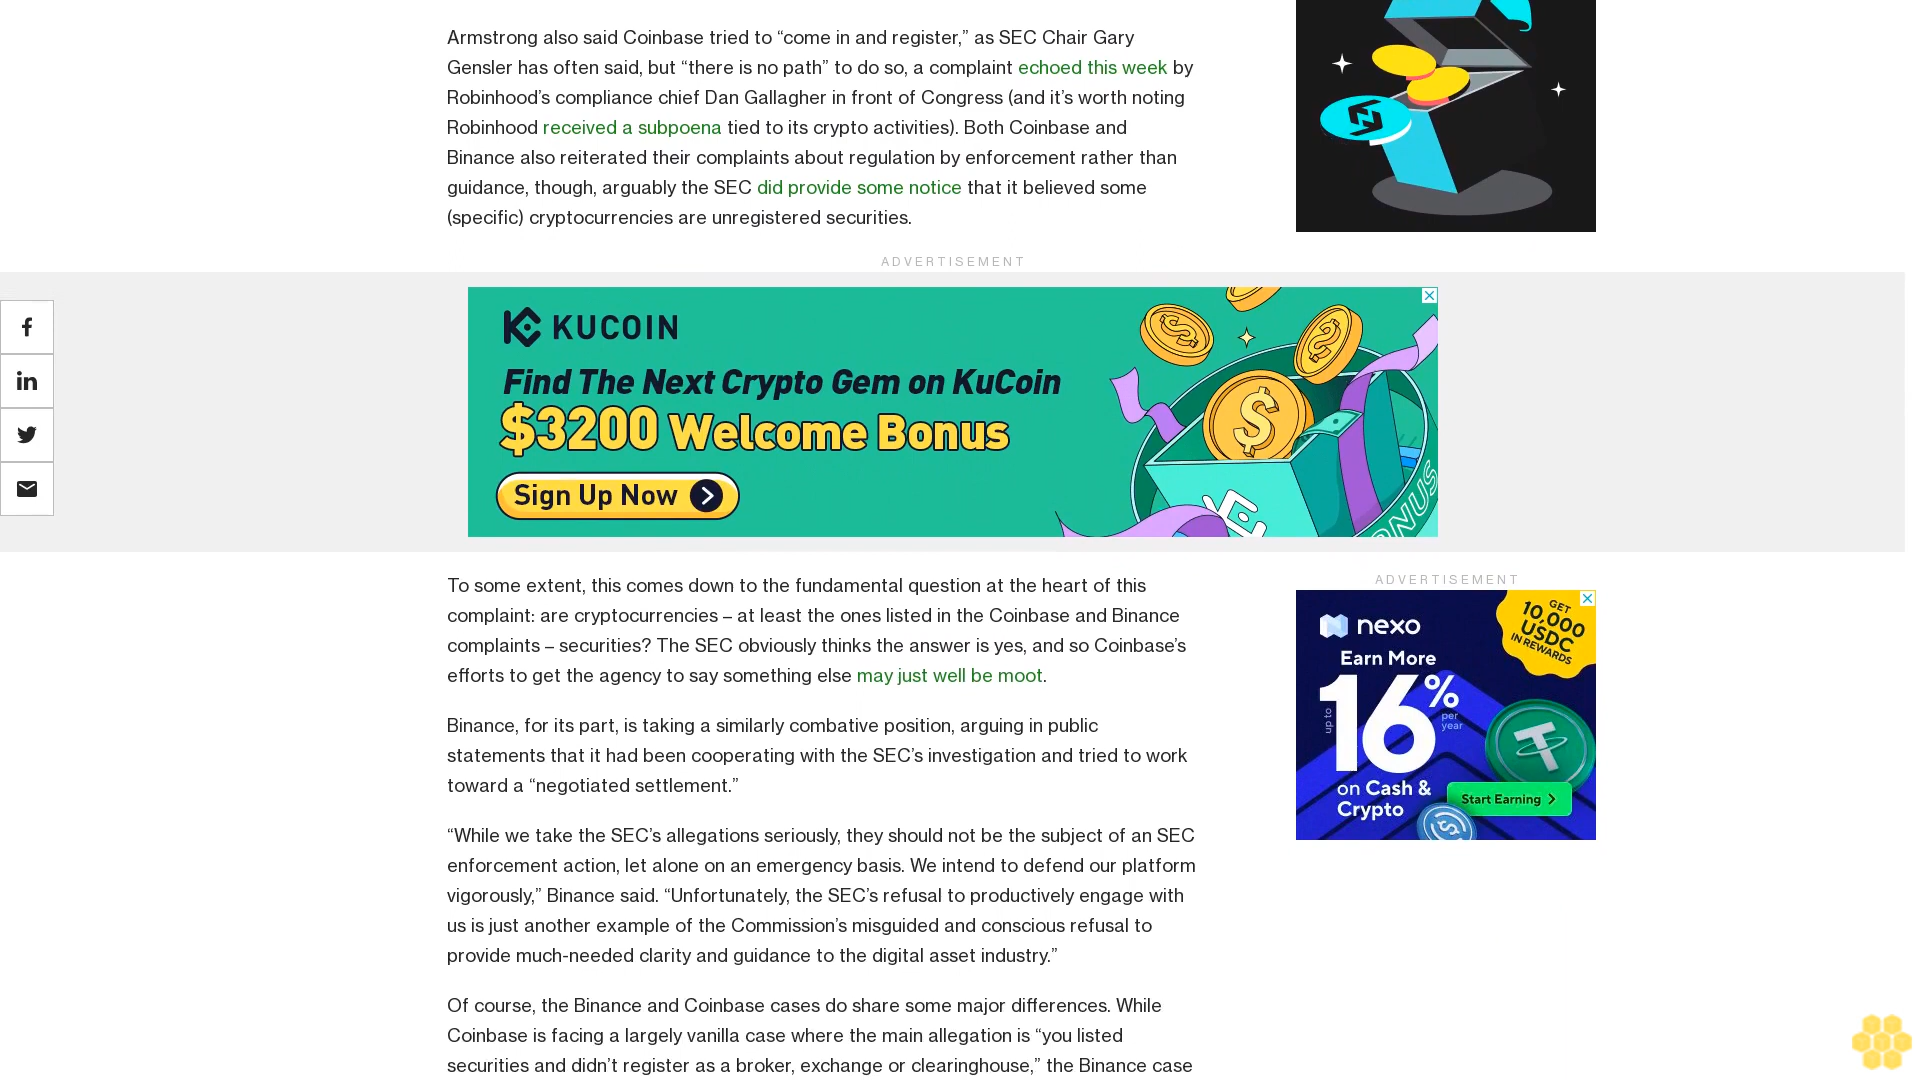 Armstrong also said Coinbase tried to “come in and register,” as SEC Chair Gary
Gensler has often said, but “there is no path” to do so, a complaint echoed this week by
Robinhood’s compliance chief Dan Gallagher in front of Congress (and it’s worth noting
Robinhood received a subpoena tied to its crypto activities). Both Coinbase and
Binance also reiterated their complaints about regulation by enforcement rather than
guidance, though, arguably the SEC did provide some notice that it believed some
(specific) cryptocurrencies are unregistered securities.
ADVERTISEMENT
KUCOIN
Find The Next Crypto Gem on KuCoin
$3200 Welcome Bonus
Sign Up Now
BONUS
To some extent, this comes down to the fundamental question at the heart of this
complaint: are cryptocurrencies – at least the ones listed in the Coinbase and Binance
complaints – securities? The SEC obviously thinks the answer is yes, and so Coinbase’s
efforts to get the agency to say something else may just well be moot.
Binance, for its part, is taking a similarly combative position, arguing in public
statements that it had been cooperating with the SEC’s investigation and tried to work
toward a “negotiated settlement.”
“While we take the SEC’s allegations seriously, they should not be the subject of an SEC
enforcement action, let alone on an emergency basis. We intend to defend our platform
vigorously,” Binance said. “Unfortunately, the SEC’s refusal to productively engage with
us is just another example of the Commission’s misguided and conscious refusal to
provide much-needed clarity and guidance to the digital asset industry.”
Of course, the Binance and Coinbase cases do share some major differences. While
Coinbase is facing a largely vanilla case where the main allegation is “you listed
securities and didn’t register as a broker, exchange or clearinghouse,” the Binance case
ADVERTISEMENT
nexo
GET
10,000
USDC
IN REWARDS
Earn More
up to
16%
per
year
on Cash &
Crypto
Start Earning